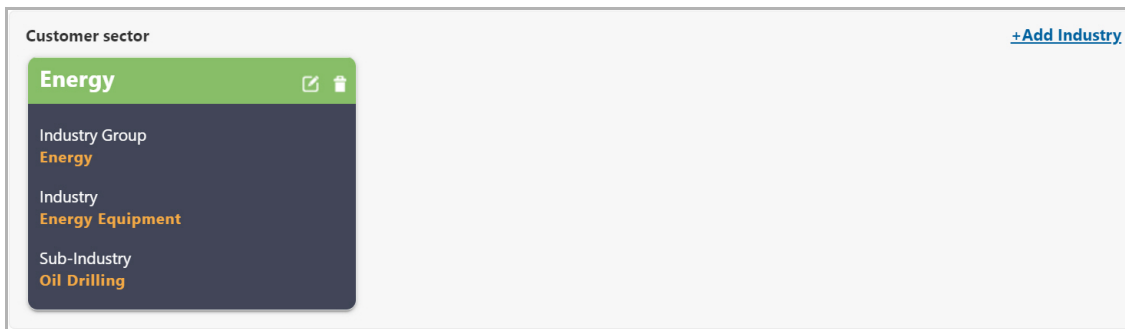 Customer sector
+Add Industry
Energy
Industry Group
Energy
Industry
Energy Equipment
Sub-Industry
Oil Drilling